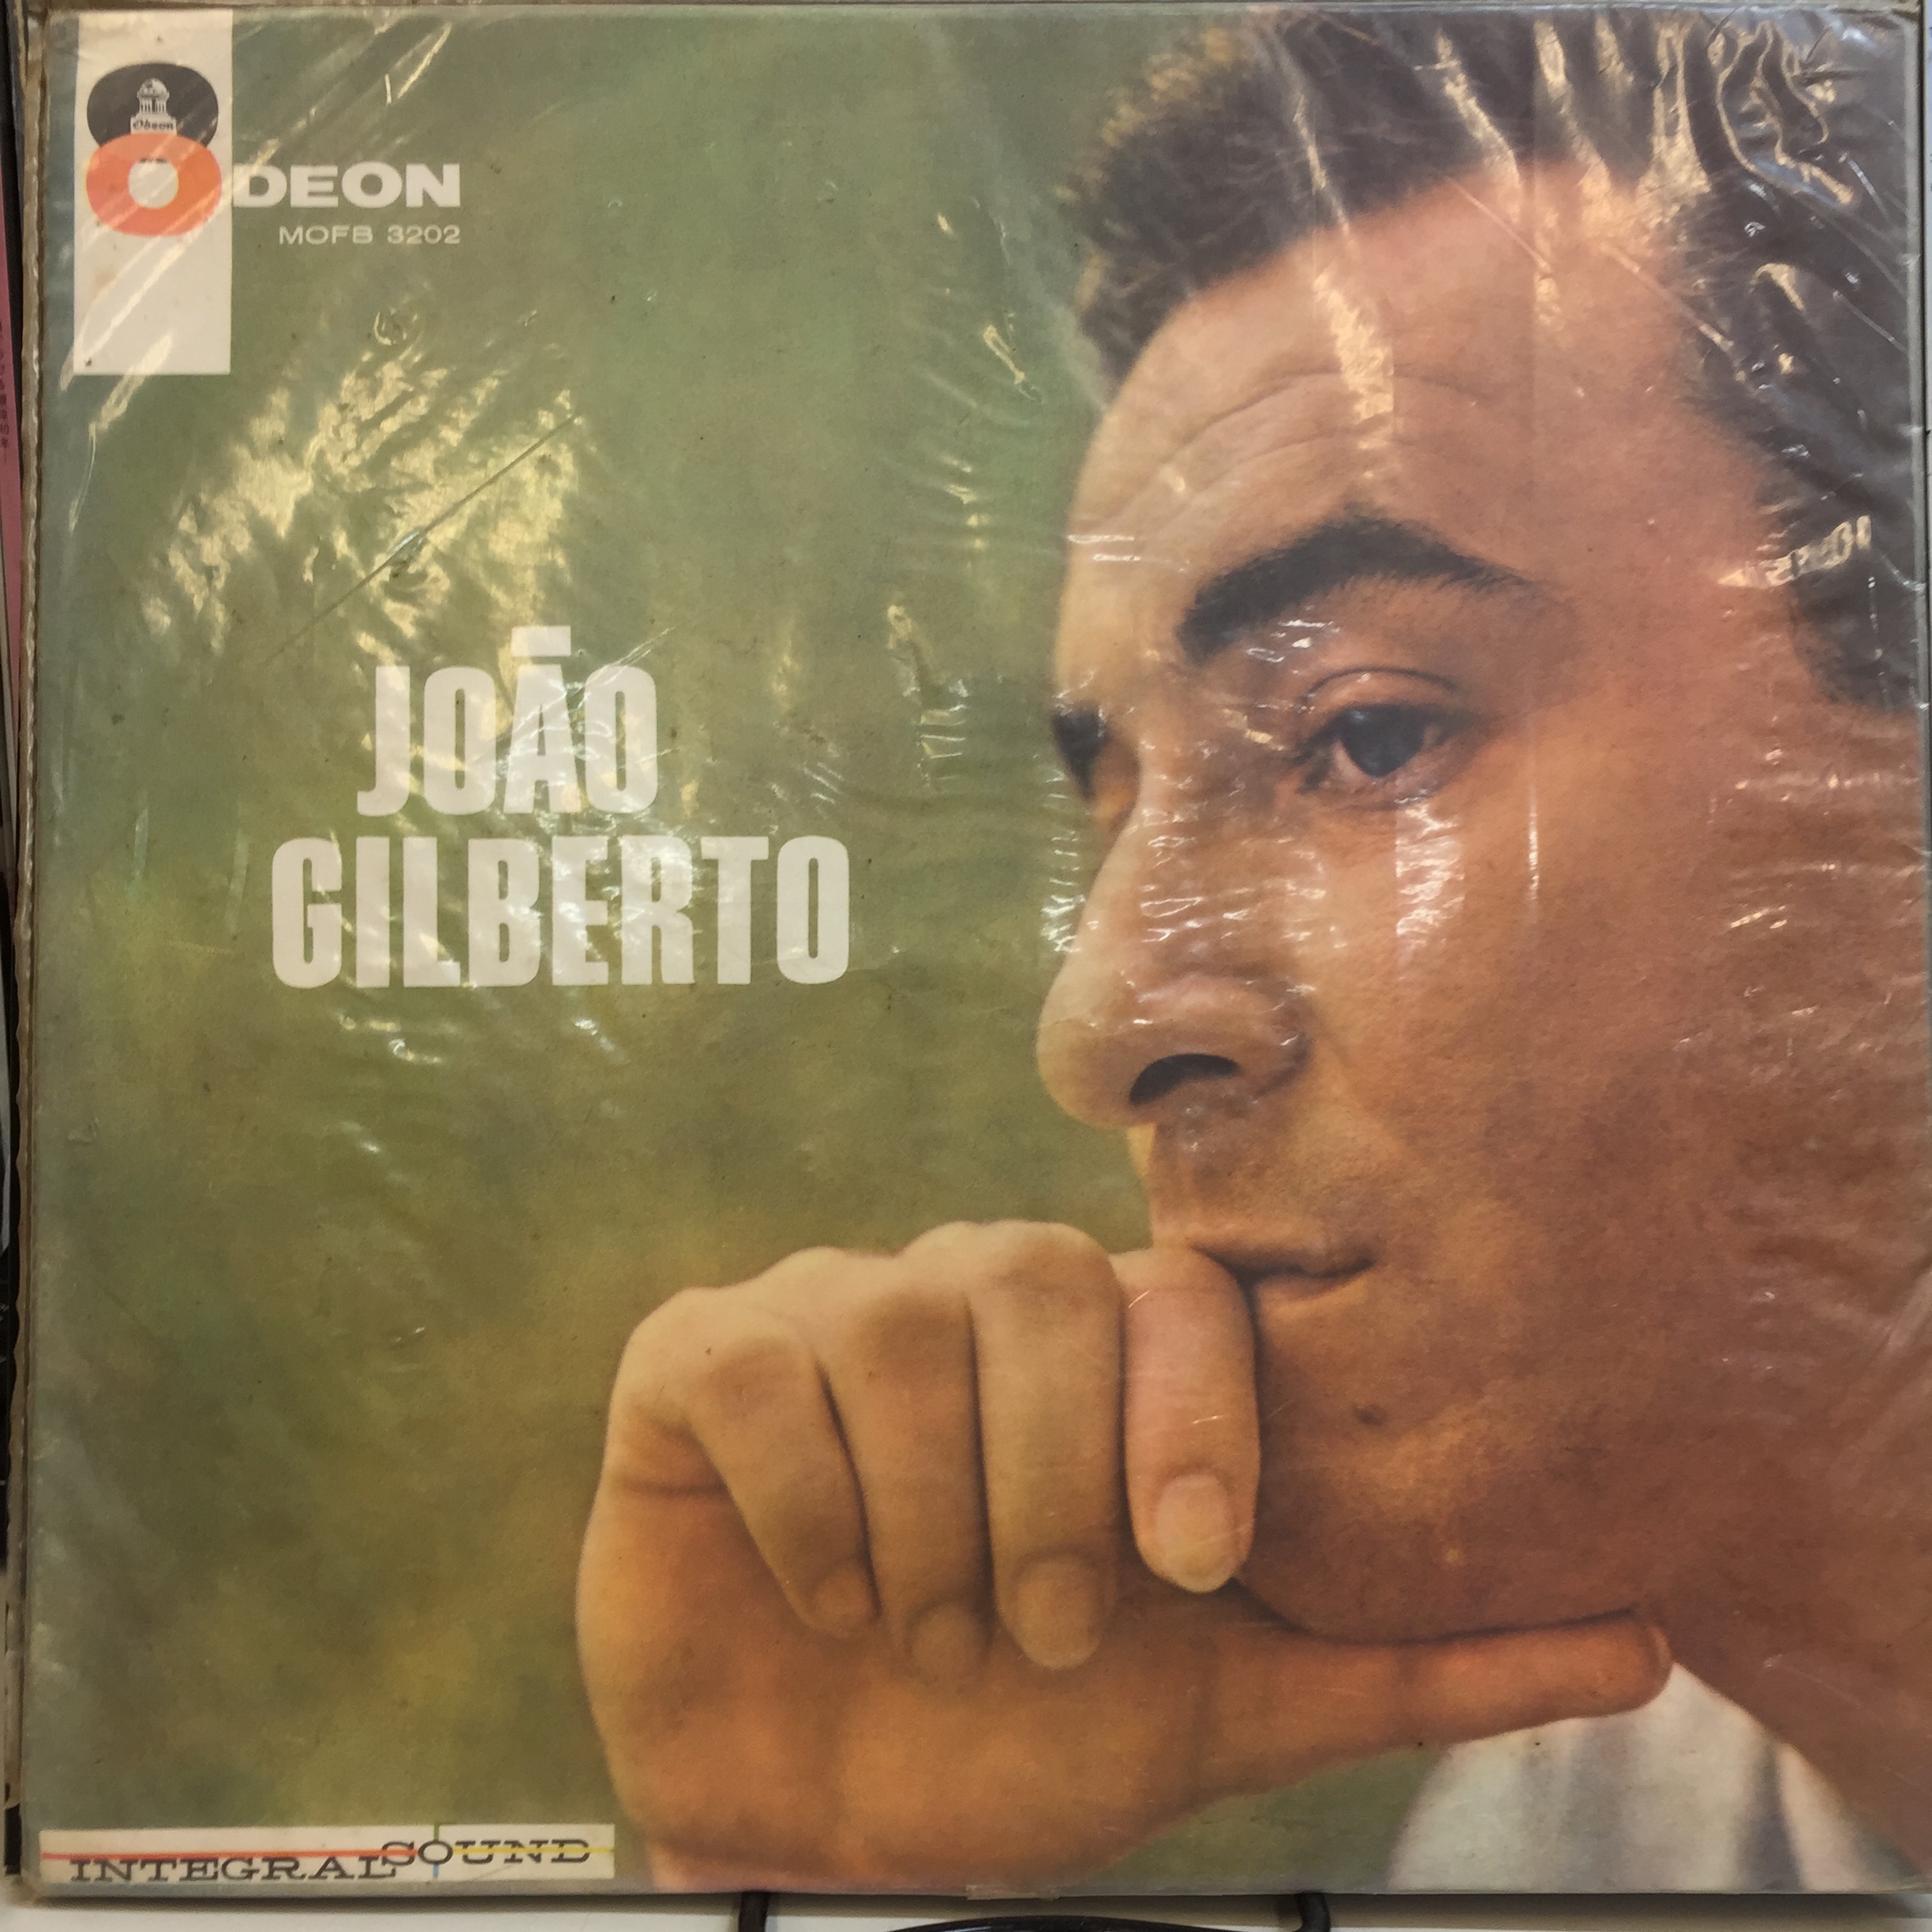 Odeon
ODEON
MOFB 3202
JOÃO
GILBERTO
INTEGRAL SOUND